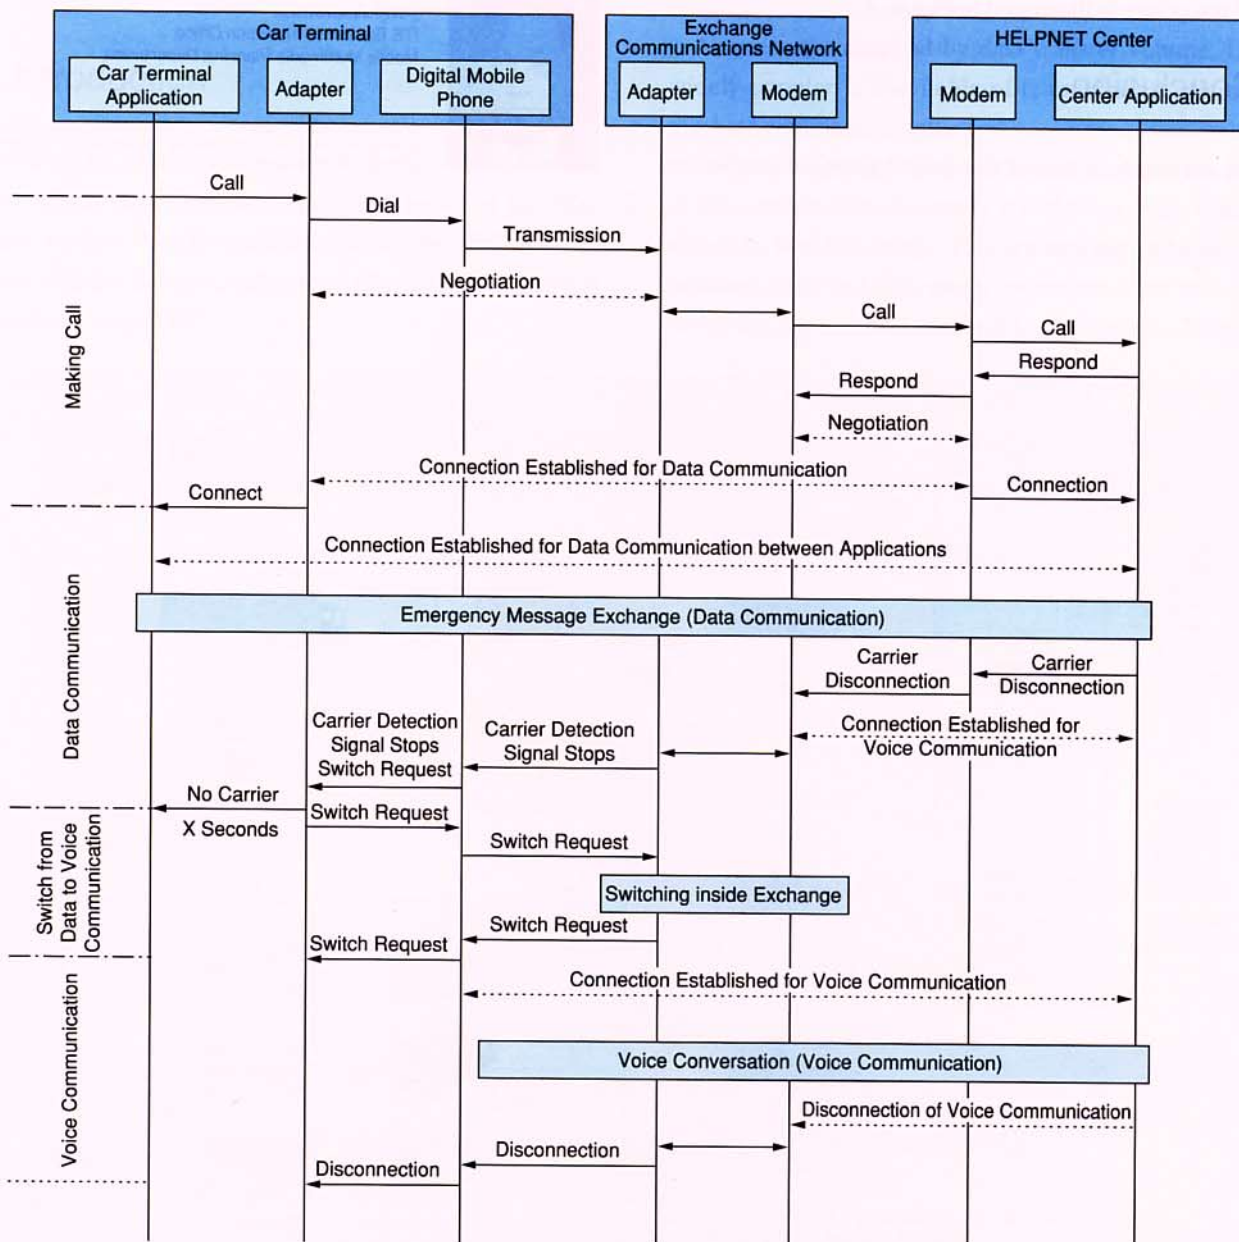 Car Terminal
Exchange
Communications Network
HELPNET Center
Car Terminal
Application
Adapter
Digital Mobile
Phone
Adapter
Modem
Modem
Center Application
Call
Dial
Transmission
Negotiation
Call
Call
Respond
Respond
Negotiation
Connection Established for Data Communication
Connect
Connection
Making Call
Connection Established for Data Communication between Applications
Emergency Message Exchange (Data Communication)
Carrier
Disconnection
Carrier
Disconnection
Connection Established for
Voice Communication
Carrier Detection
Signal Stops
Switch Request
Carrier Detection
Signal Stops
Data Communication
No Carrier
X Seconds
Switch Request
Switch Request
Switching inside Exchange
Switch Request
Switch Request
Switch from
Data to Voice
Communication
Connection Established for Voice Communication
Voice Conversation (Voice Communication)
Disconnection of Voice Communication
Disconnection
Disconnection
Voice Communication